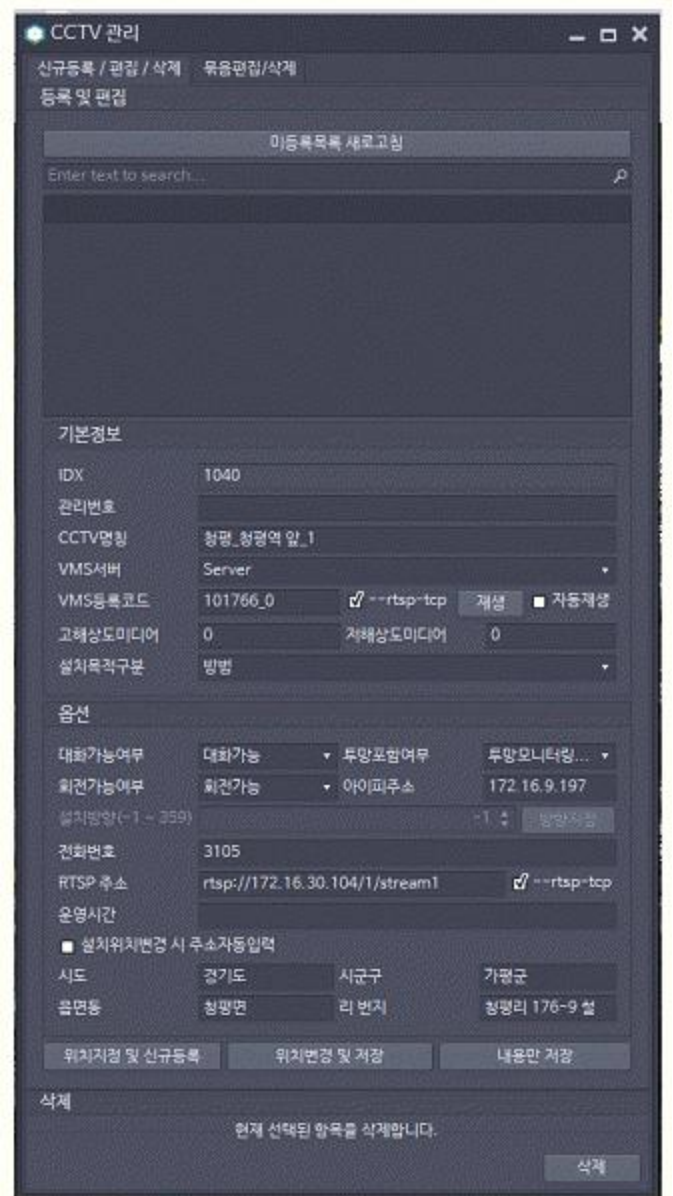 CCTV 관리
신규등록 / 편집 / 삭제 묶음편집/삭제
등록 및 편집
미등록목록 새로고침
Enter text to search...
기본정보
IDX 1040
관리번호
CCTV명칭 청평_청평역 앞_1
VMS서버 Server
VMS등록코드 101766_0 --rtsp-tcp 재생 자동재생
고해상도미디어 0 저해상도미디어 0
설치목적구분 방범
옵션
대화가능여부 대화가능 투망포함여부 투망모니터링...
회전가능여부 회전가능 아이피주소 172.16.9.197
설치방향(-1 ~ 359) -1 방향지정
전화번호 3105
RTSP 주소 rtsp://172.16.30.104/1/stream1 --rtsp-tcp
운영시간
설치위치변경 시 주소자동입력
시도 경기도 시군구 가평군
읍면동 청평면 리 번지 청평리 176-9 설
위치지정 및 신규등록 위치변경 및 저장 내용만 저장
삭제
현재 선택된 항목를 삭제합니다.
삭제